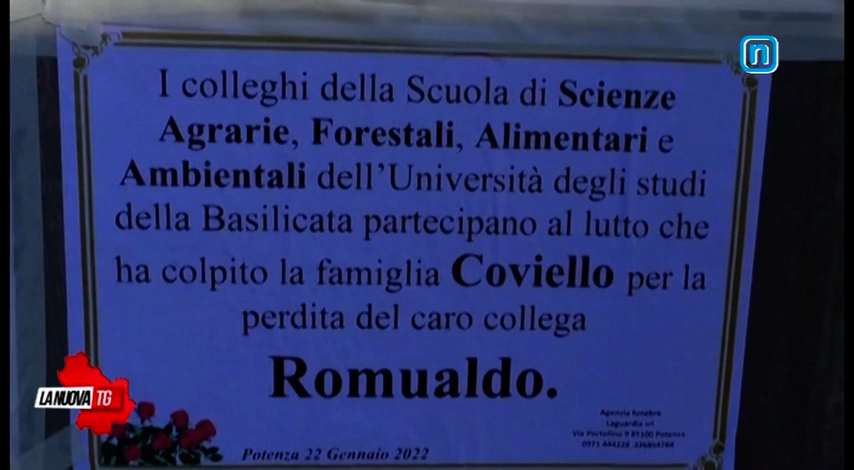 n
I colleghi della Scuola di Scienze
Agrarie, Forestali, Alimentari e
Ambientali dell'Università degli studi
della Basilicata partecipano al lutto che
ha colpito la famiglia Coviello per la
perdita del caro collega
Romualdo.
LA NUOVA TG
Agenzia funebre
Laguardia srl
Via Portofino 9 85100 Potenza
Potenza 22 Gennaio 2022